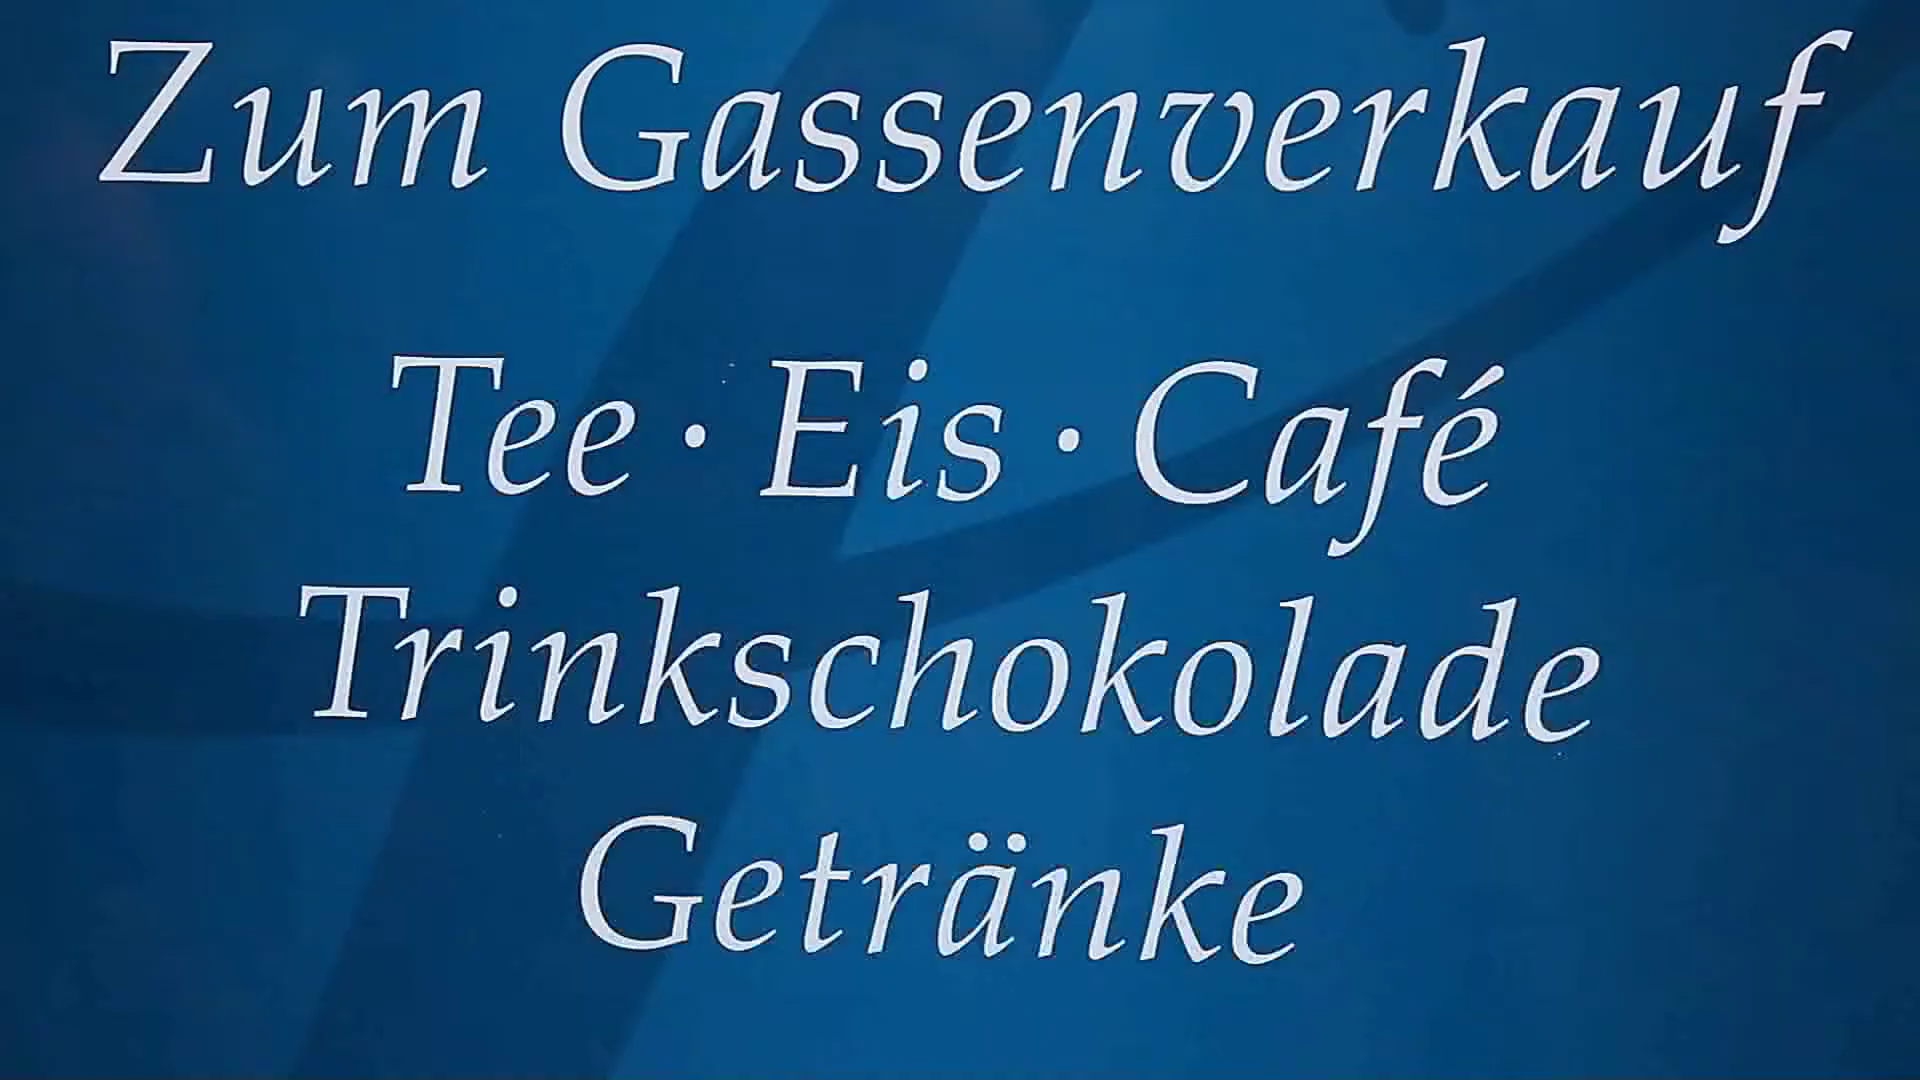 Zum Gassenverkauf
Tee · Eis · Café
Trinkschokolade
Getränke